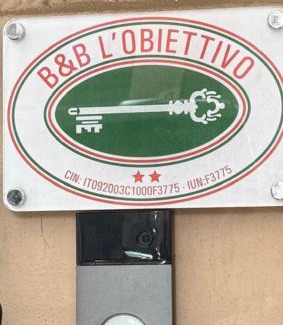 B&B L'OBIETTIVO
CIN: IT092003C1000F3775 - IUN:F3775